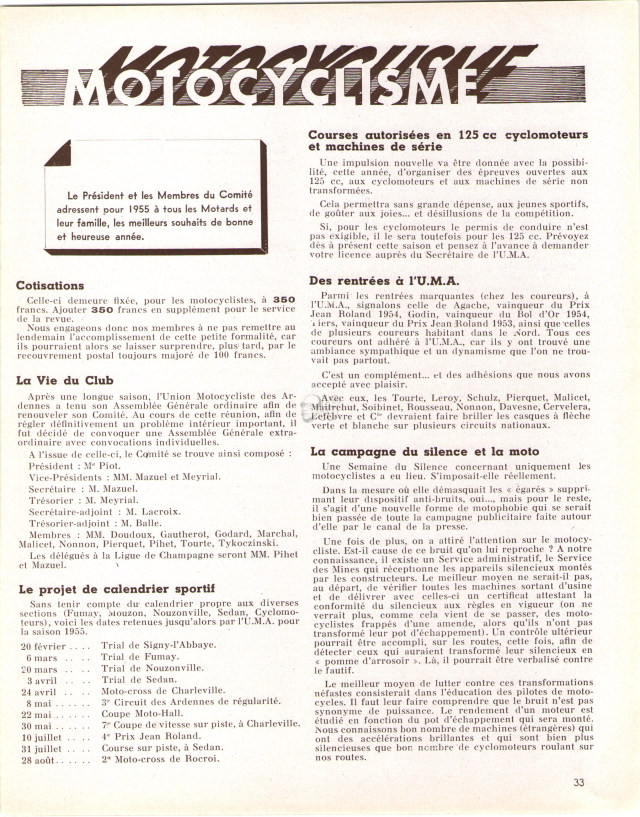 MOTOCYCLISME
Le Président et les Membres du Comité
adressent pour 1955 à tous les Motards et
leur famille, les meilleurs souhaits de bonne
et heureuse année.
Cotisations
Celle-ci demeure fixée, pour les motocyclistes, à 350
francs. Ajouter 350 francs en supplément pour le service
de la revue.
Nous engageons donc nos membres à ne pas remettre au
lendemain l'accomplissement de cette petite formalité, car
ils pourraient alors se laisser surprendre, plus tard, par le
recouvrement postal toujours majoré de 100 francs.
La Vie du Club
Après une longue saison, l'Union Motocycliste des Ar-
dennes a tenu son Assemblée Générale ordinaire afin de
renouveler son Comité. Au cours de cette réunion, afin de
régler définitivement un problème intérieur important, il
fut décidé de convoquer une Assemblée Générale extra-
ordinaire avec convocations individuelles.
A l'issue de celle-ci, le Comité se trouve ainsi composé :
Président : Me Piot.
Vice-Présidents : MM. Mazuel et Meyrial.
Secrétaire : M. Mazuel.
Trésorier : M. Meyrial.
Secrétaire-adjoint : M. Lacroix.
Trésorier-adjoint : M. Balle.
Membres : MM. Doudoux, Gautherot, Godard, Marchal,
Malicet, Nonnon, Pierquet, Pihet, Tourte, Tykoczinski.
Les délégués à la Ligue de Champagne seront MM. Pihet
et Mazuel.
Le projet de calendrier sportif
Sans tenir compte du calendrier propre aux diverses
sections (Fumay, Mouzon, Nouzonville, Sedan, Cyclomo-
teurs), voici les dates retenues jusqu'alors par l'U.M.A. pour
la saison 1955.
20 février .... Trial de Signy-l'Abbaye.
6 mars .... Trial de Fumay.
20 mars .... Trial de Nouzonville.
3 avril .... Trial de Sedan.
24 avril .... Moto-cross de Charleville.
8 mai ...... 3e Circuit des Ardennes de régularité.
22 mai ...... Coupe Moto-Hall.
30 mai ...... 7e Coupe de vitesse sur piste, à Charleville.
10 juillet .... 4e Prix Jean Roland.
31 juillet .... Course sur piste, à Sedan.
28 août...... 2e Moto-cross de Rocroi.
Courses autorisées en 125 cc cyclomoteurs
et machines de série
Une impulsion nouvelle va être donnée avec la possibi-
lité, cette année, d'organiser des épreuves ouvertes aux
125 cc, aux cyclomoteurs et aux machines de série non
transformées.
Cela permettra sans grande dépense, aux jeunes sportifs,
de goûter aux joies... et désillusions de la compétition.
Si, pour les cyclomoteurs le permis de conduire n'est
pas exigible, il le sera toutefois pour les 125 cc. Prévoyez
dès à présent cette saison et pensez à l'avance à demander
votre licence auprès du Secrétaire de l'U.M.A.
Des rentrées à l'U.M.A.
Parmi les rentrées marquantes (chez les coureurs), à
l'U.M.A., signalons celle de Agache, vainqueur du Prix
Jean Roland 1954, Godin, vainqueur du Bol d'Or 1954,
vainqueur du Prix Jean Roland 1953, ainsi que celles
de plusieurs coureurs habitant dans le Nord. Tous ces
coureurs ont adhéré à l'U.M.A., car ils y ont trouvé une
ambiance sympathique et un dynamisme que l'on ne trou-
vait pas partout.
C'est un complément... et des adhésions que nous avons
accepté avec plaisir.
Avec eux, les Tourte, Leroy, Schulz, Pierquet, Malicet,
Maitrehut, Soibinet, Rousseau, Nonnon, Davesne, Cervelera,
Lefèbvre et Cie devraient faire briller les casques à flèche
verte et blanche sur plusieurs circuits nationaux.
La campagne du silence et la moto
Une Semaine du Silence concernant uniquement les
motocyclistes a eu lieu. S'imposait-elle réellement.
Dans la mesure où elle démasquait les « égarés » suppri-
mant leur dispositif anti-bruits, oui..., mais pour le reste,
il s'agit d'une nouvelle forme de motophobie qui se serait
bien passée de toute la campagne publicitaire faite autour
d'elle par le canal de la presse.
Une fois de plus, on a attiré l'attention sur le motocy-
cliste. Est-il cause de ce bruit qu'on lui reproche ? A notre
connaissance, il existe un Service administratif, le Service
des Mines qui réceptionne les appareils silencieux montés
par les constructeurs. Le meilleur moyen ne serait-il pas,
au départ, de vérifier toutes les machines sortant d'usine
et de délivrer avec celles-ci un certificat attestant la
conformité du silencieux aux règles en vigueur (on ne
verrait plus, comme cela vient de se passer, des moto-
cyclistes frappés d'une amende, alors qu'ils n'ont pas
transformé leur pot d'échappement). Un contrôle ultérieur
pourrait être accompli, sur les routes, cette fois, afin de
détecter ceux qui auraient transformé leur silencieux en
« pomme d'arrosoir ». Là, il pourrait être verbalisé contre
le fautif.
Le meilleur moyen de lutter contre ces transformations
néfastes consisterait dans l'éducation des pilotes de moto-
cycles. Il faut leur faire comprendre que le bruit n'est pas
synonyme de puissance. Le rendement d'un moteur est
étudié en fonction du pot d'échappement qui sera monté.
Nous connaissons bon nombre de machines (étrangères) qui
ont des accélérations brillantes et qui sont bien plus
silencieuses que bon nombre de cyclomoteurs roulant sur
nos routes.
33